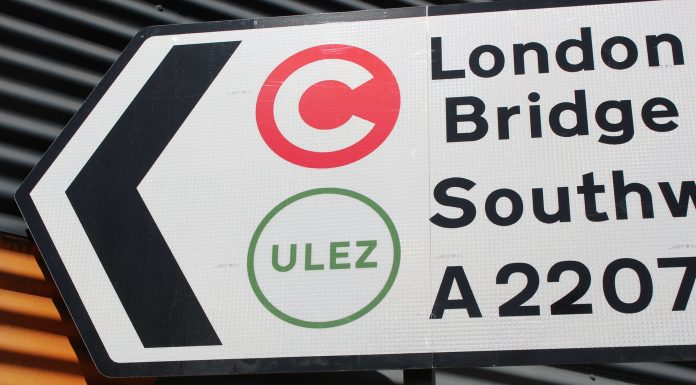 C
ULEZ
London
Bridge
Southw
A2207